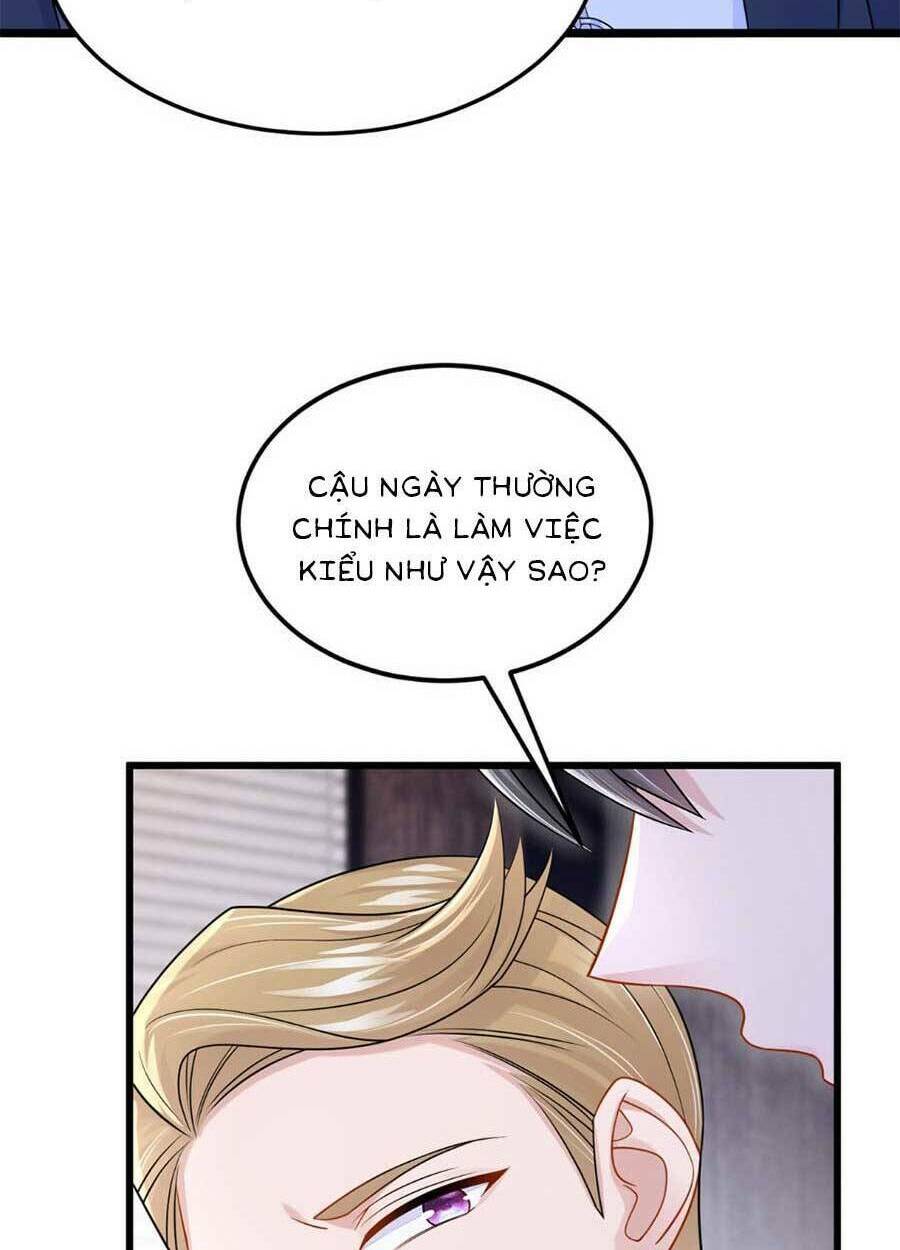 CẬU NGÀY THƯỜNG
CHÍNH LÀ LÀM VIỆC
KIỂU NHƯ VẬY SAO?